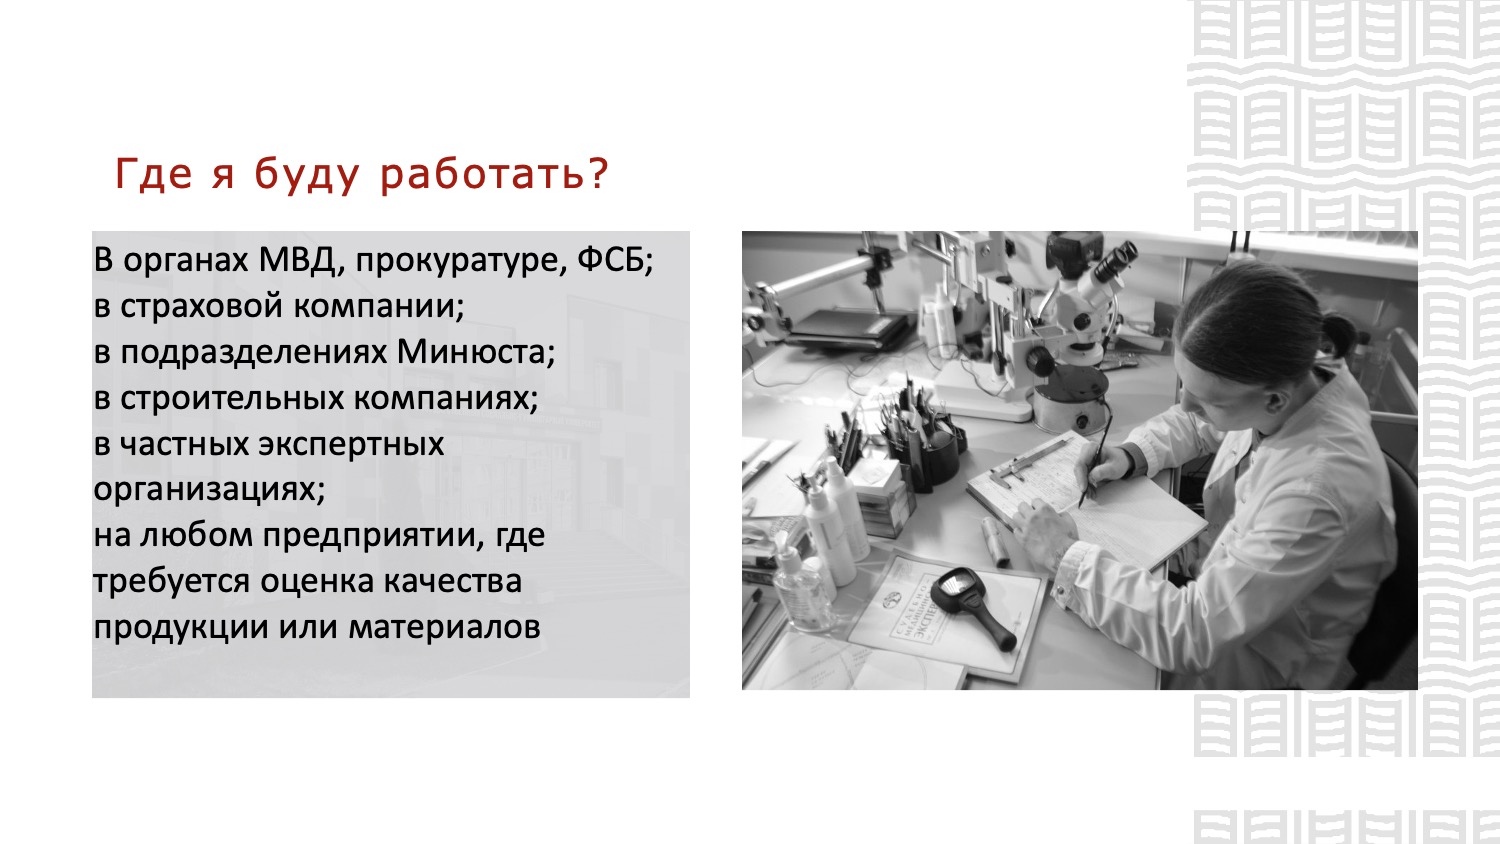 Где я буду работать?
В органах МВД, прокуратуре, ФСБ;
в страховой компании;
в подразделениях Минюста;
в строительных компаниях;
в частных экспертных
организациях;
на любом предприятии, где
требуется оценка качества
продукции или материалов